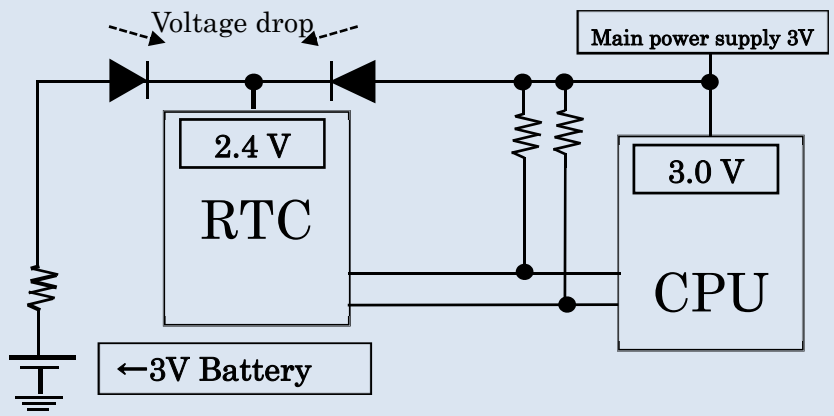 Voltage drop
Main power supply 3V
2.4 V
3.0 V
RTC
CPU
←3V Battery